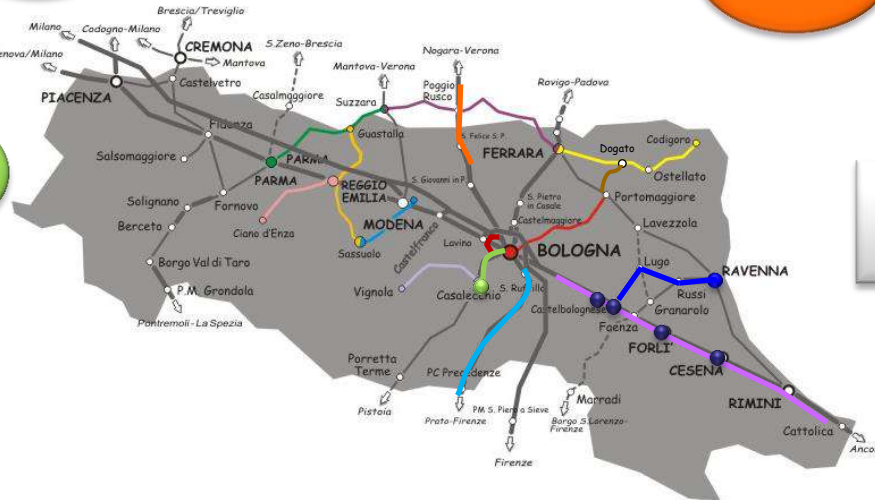 Brescia/Treviglio
Milano
Codogno-Milano
CREMONA
S.Zeno-Brescia
Nogara-Verona
enova/Milano
Mantova
Mantova-Verona
Castelvetro
Rovigo-Padova
PIACENZA
Casalmaggiore
Suzzara
Poggio
Rusco
Fidenza
Guastalla
S. Felice S. P.
Dogato
Codigoro
Salsomaggiore
PARMA
FERRARA
PARMA
REGGIO
EMILIA
S. Giovanni in P.
Ostellato
Solignano
Fornovo
S. Pietro
in Casale
Portomaggiore
Berceto
Ciano d'Enza
MODENA
Castelfranco
Castelmaggiore
Lavezzola
Sassuolo
Lavino
BOLOGNA
Borgo Val di Taro
Lugo
RAVENNA
P.M. Grondola
Vignola
Casalecchio
S. Ruffillo
Russi
Castelbolognese
Granarolo
Pontremoli - La Spezia
Faenza
FORLI'
Porretta
Terme
PC Precedenze
CESENA
Marradi
RIMINI
Pistoia
Prato-Firenze
PM S. Piero a Sieve
Borgo S.Lorenzo-
Firenze
Cattolica
Firenze
Anco